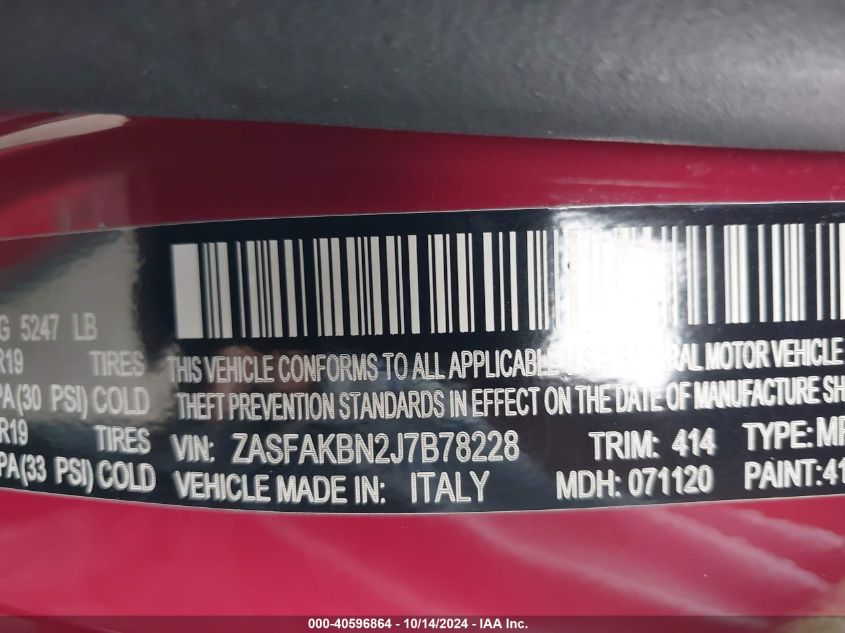 G 5247 LB
R19 TIRES
PA(30 PSI) COLD
R19 TIRES
PA(33 PSI) COLD
THIS VEHICLE CONFORMS TO ALL APPLICABLE MOTOR VEHICLE
THEFT PREVENTION STANDARDS IN EFFECT ON THE DATE OF MANUFACTURE SH
VIN: ZASFAKBN2J7B78228 TRIM: 414 TYPE: MP
VEHICLE MADE IN: ITALY MDH: 071120 PAINT: 41
000-40596864 - 10/14/2024 - IAA Inc.